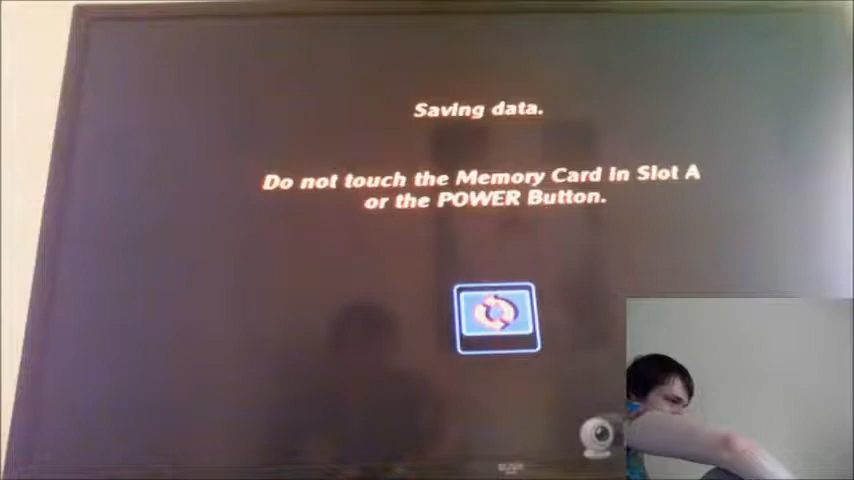 Saving data.
Do not touch the Memory Card in Slot A
or the POWER Button.